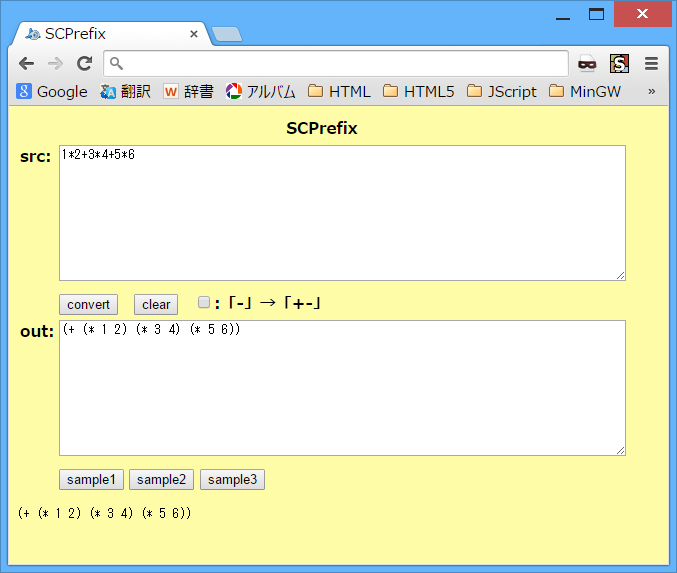 SCPrefix
Google 翻訳 辞書 アルバム HTML HTML5 JScript MinGW »
SCPrefix
src: 1*2+3*4+5*6
convert clear : 「-」→「+-」
out: (+ (* 1 2) (* 3 4) (* 5 6))
sample1 sample2 sample3
(+ (* 1 2) (* 3 4) (* 5 6))